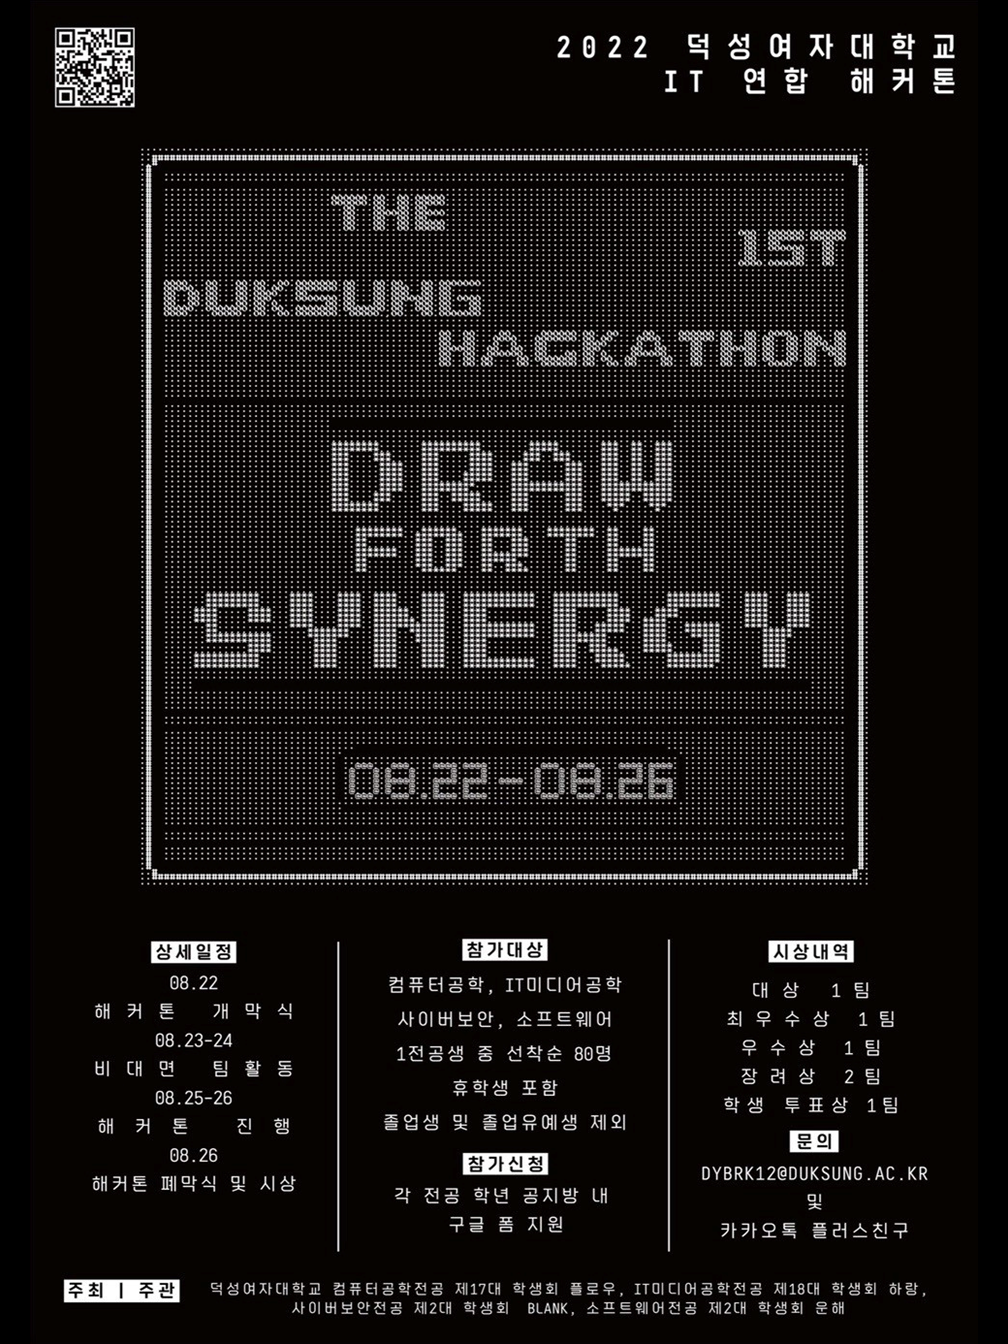 2022 덕성여자대학교
IT 연합 해커톤
THE
1ST
DUKSUNG
HACKATHON
DRAW
FORTH
SYNERGY
08.22-08.26
상세일정
08.22
해커톤 개막식
08.23-24
비대면 팀활동
08.25-26
해커톤 진행
08.26
해커톤 폐막식 및 시상
참가대상
컴퓨터공학, IT미디어공학
사이버보안, 소프트웨어
1전공생 중 선착순 80명
휴학생 포함
졸업생 및 졸업유예생 제외
참가신청
각 전공 학년 공지방 내
구글 폼 지원
시상내역
대상 1팀
최우수상 1팀
우수상 1팀
장려상 2팀
학생 투표상 1팀
문의
DYBRK12@DUKSUNG.AC.KR
및
카카오톡 플러스친구
주최 | 주관
덕성여자대학교 컴퓨터공학전공 제17대 학생회 플로우, IT미디어공학전공 제18대 학생회 하랑,
사이버보안전공 제2대 학생회 BLANK, 소프트웨어전공 제2대 학생회 운해